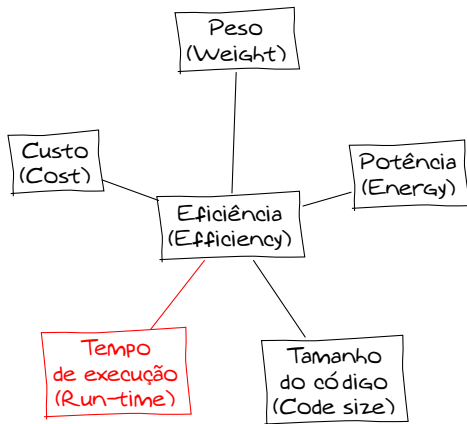 Peso
(Weight)
Custo
(Cost)
Potência
(Energy)
Eficiência
(Efficiency)
Tempo
de execução
(Run-time)
Tamanho
do código
(Code size)